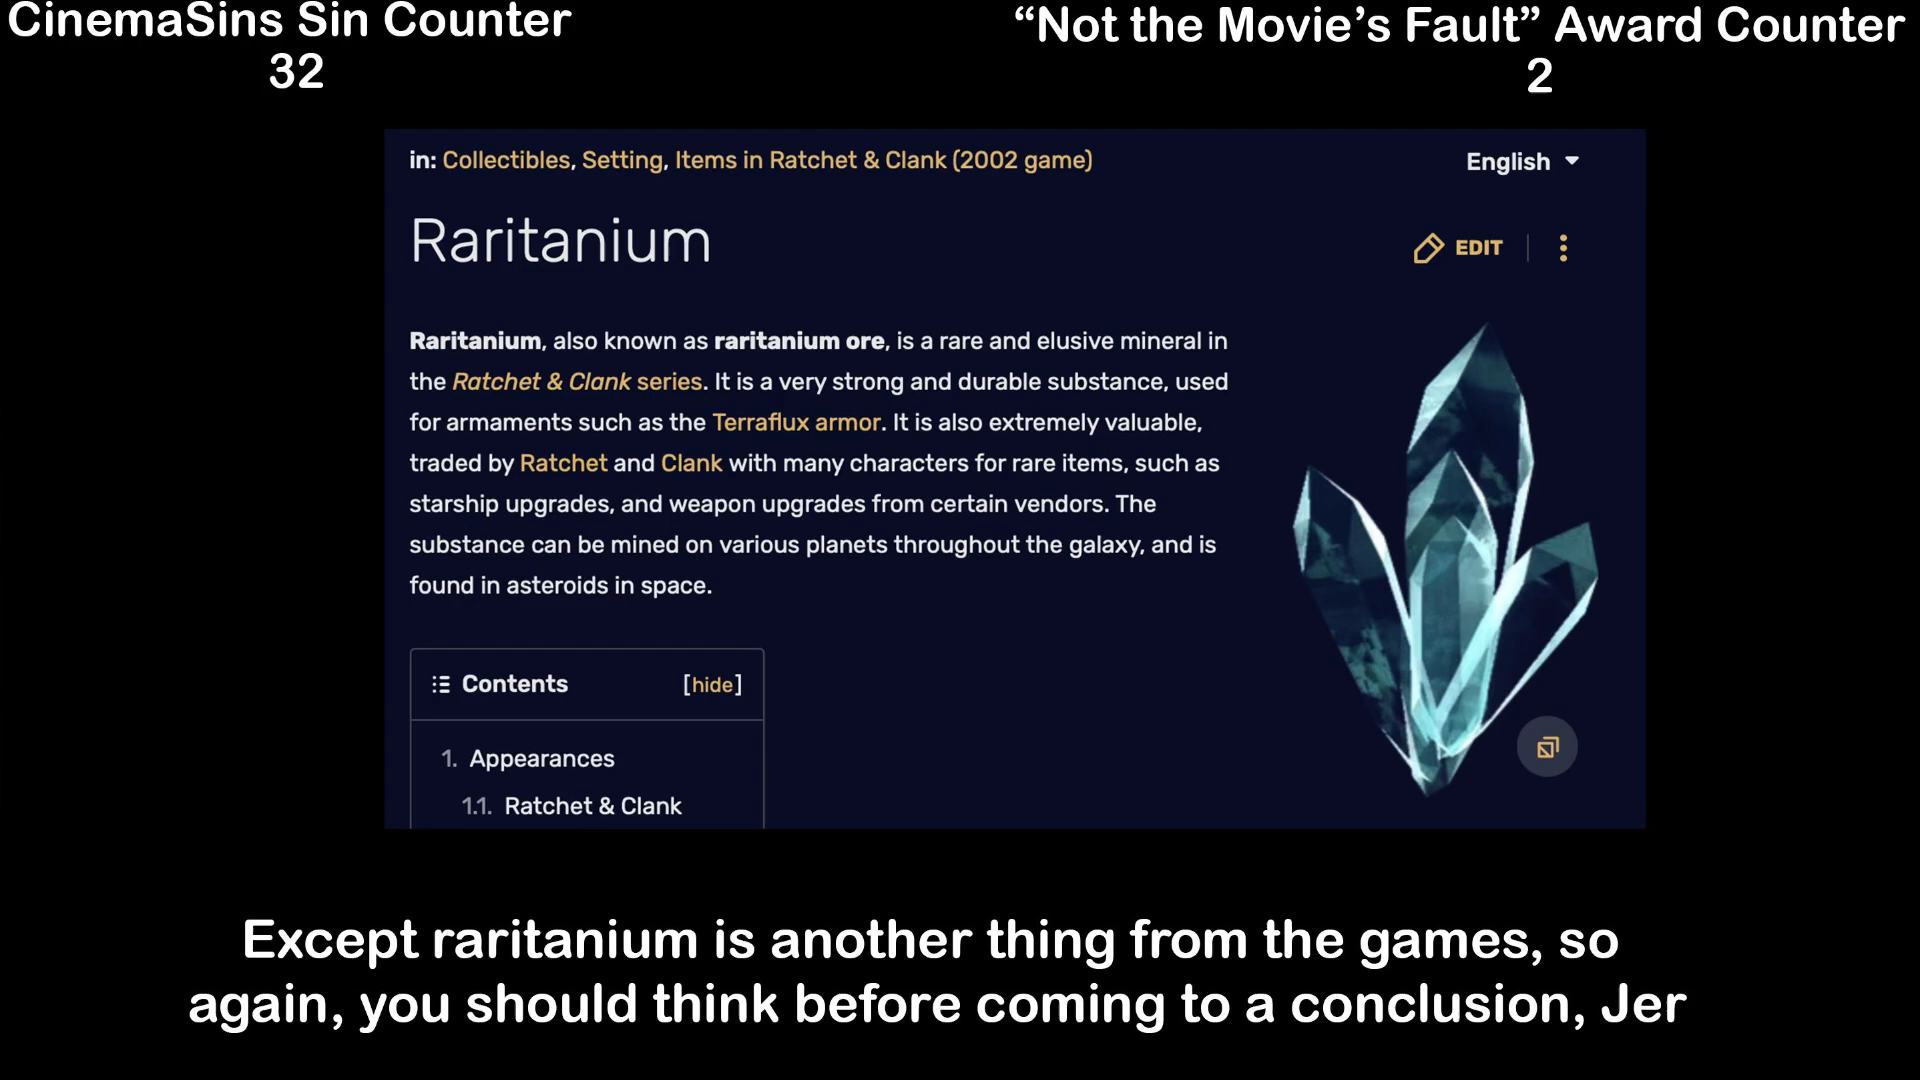 CinemaSins Sin Counter
32
“Not the Movie’s Fault” Award Counter
2
in: Collectibles, Setting, Items in Ratchet & Clank (2002 game)
English
Raritanium
EDIT
Raritanium, also known as raritanium ore, is a rare and elusive mineral in
the Ratchet & Clank series. It is a very strong and durable substance, used
for armaments such as the Terraflux armor. It is also extremely valuable,
traded by Ratchet and Clank with many characters for rare items, such as
starship upgrades, and weapon upgrades from certain vendors. The
substance can be mined on various planets throughout the galaxy, and is
found in asteroids in space.
Contents [hide]
1. Appearances
1.1. Ratchet & Clank
Except raritanium is another thing from the games, so
again, you should think before coming to a conclusion, Jer